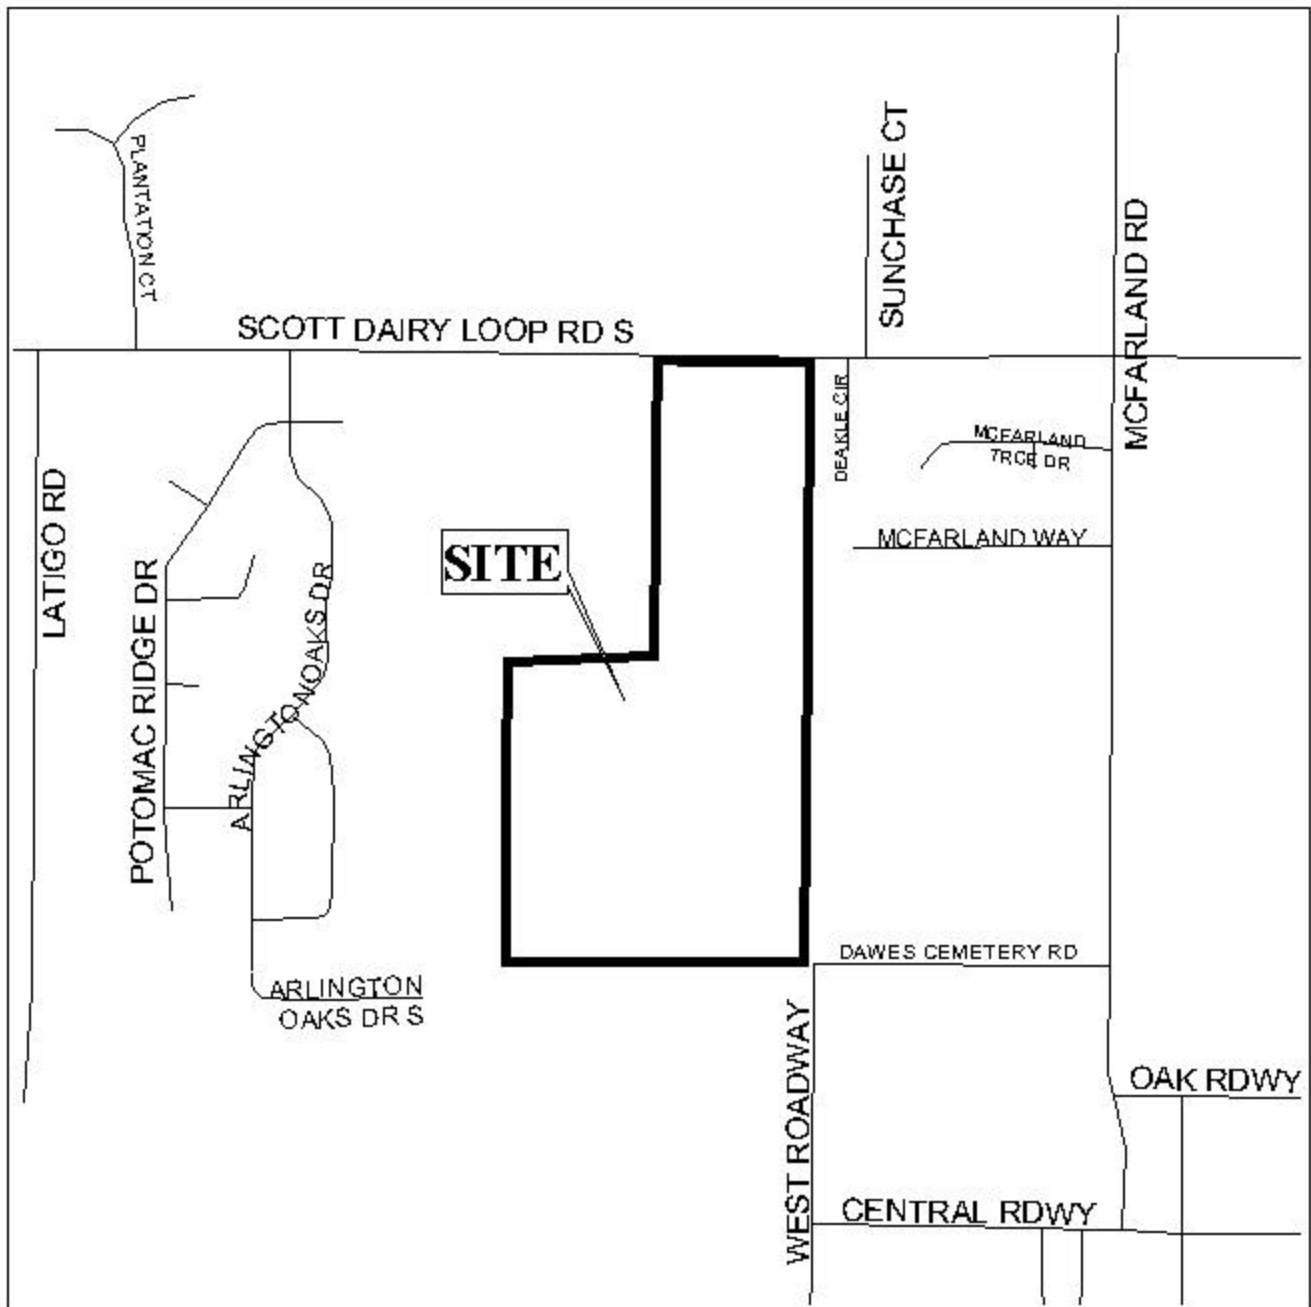 PLANTATION CT
SUNCHASE CT
MCFARLAND RD
SCOTT DAIRY LOOP RD S
DEAKLE CIR
MCFARLAND
TRCE DR
LATIGO RD
SITE
MCFARLAND WAY
POTOMAC RIDGE DR
ARLINGTON OAKS DR
DAWES CEMETERY RD
ARLINGTON
OAKS DR S
WEST ROADWAY
OAK RDWY
CENTRAL RDWY